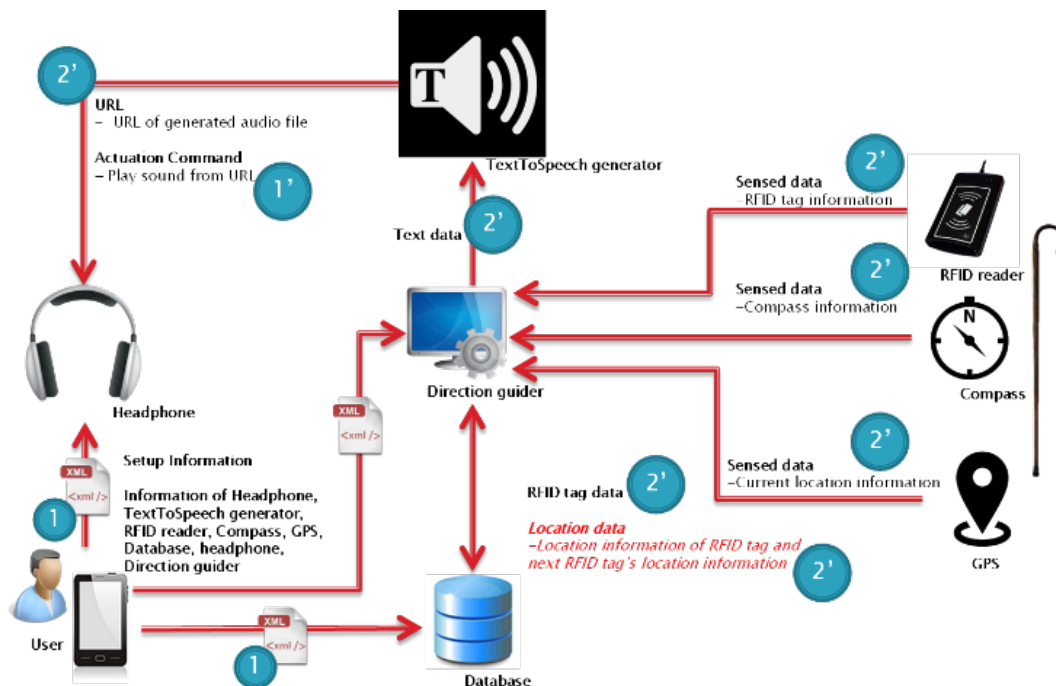 2’
URL
– URL of generated audio file
Actuation Command
– Play sound from URL
1’
T
TextToSpeech generator
Text data
2’
2’
Sensed data
–RFID tag information
RFID reader
2’
Sensed data
–Compass information
N
Compass
Direction guider
Headphone
XML
<xml />
XML
<xml />
1
Setup Information
Information of Headphone,
TextToSpeech generator,
RFID reader, Compass, GPS,
Database, headphone,
Direction guider
2’
Sensed data
–Current location information
GPS
RFID tag data
2’
Location data
–Location information of RFID tag and
next RFID tag’s location information
2’
User
XML
<xml />
1
Database